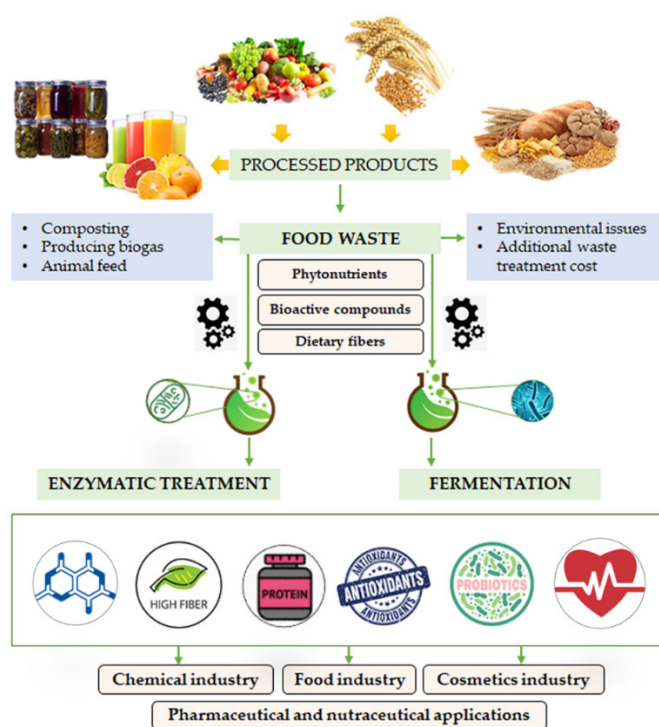 PROCESSED PRODUCTS
• Composting
• Producing biogas
• Animal feed
FOOD WASTE
• Environmental issues
• Additional waste
treatment cost
Phytonutrients
Bioactive compounds
Dietary fibers
ENZYMATIC TREATMENT
FERMENTATION
HIGH FIBER
PROTEIN
ANTIOXIDANTS
ANTIOXIDANTS
ANTIOXIDANTS
PROBIOTICS
Chemical industry
Food industry
Cosmetics industry
Pharmaceutical and nutraceutical applications